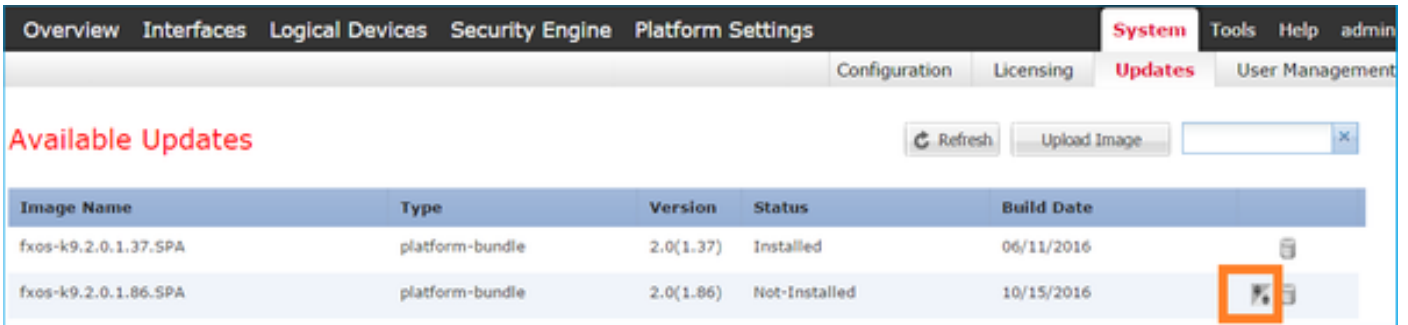 Overview Interfaces Logical Devices Security Engine Platform Settings System Tools Help admin
Configuration Licensing Updates User Management
Available Updates Refresh Upload Image
Image Name Type Version Status Build Date
fxos-k9.2.0.1.37.SPA platform-bundle 2.0(1.37) Installed 06/11/2016
fxos-k9.2.0.1.86.SPA platform-bundle 2.0(1.86) Not-Installed 10/15/2016